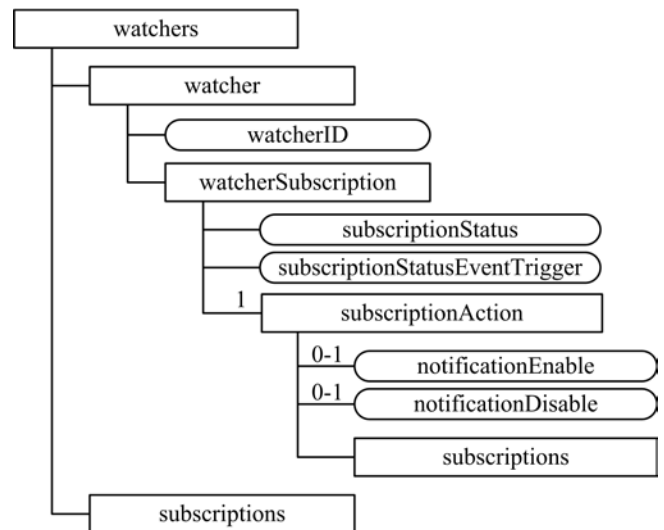 watchers
watcher
watcherID
watcherSubscription
subscriptionStatus
subscriptionStatusEventTrigger
1
subscriptionAction
0-1
notificationEnable
0-1
notificationDisable
subscriptions
subscriptions